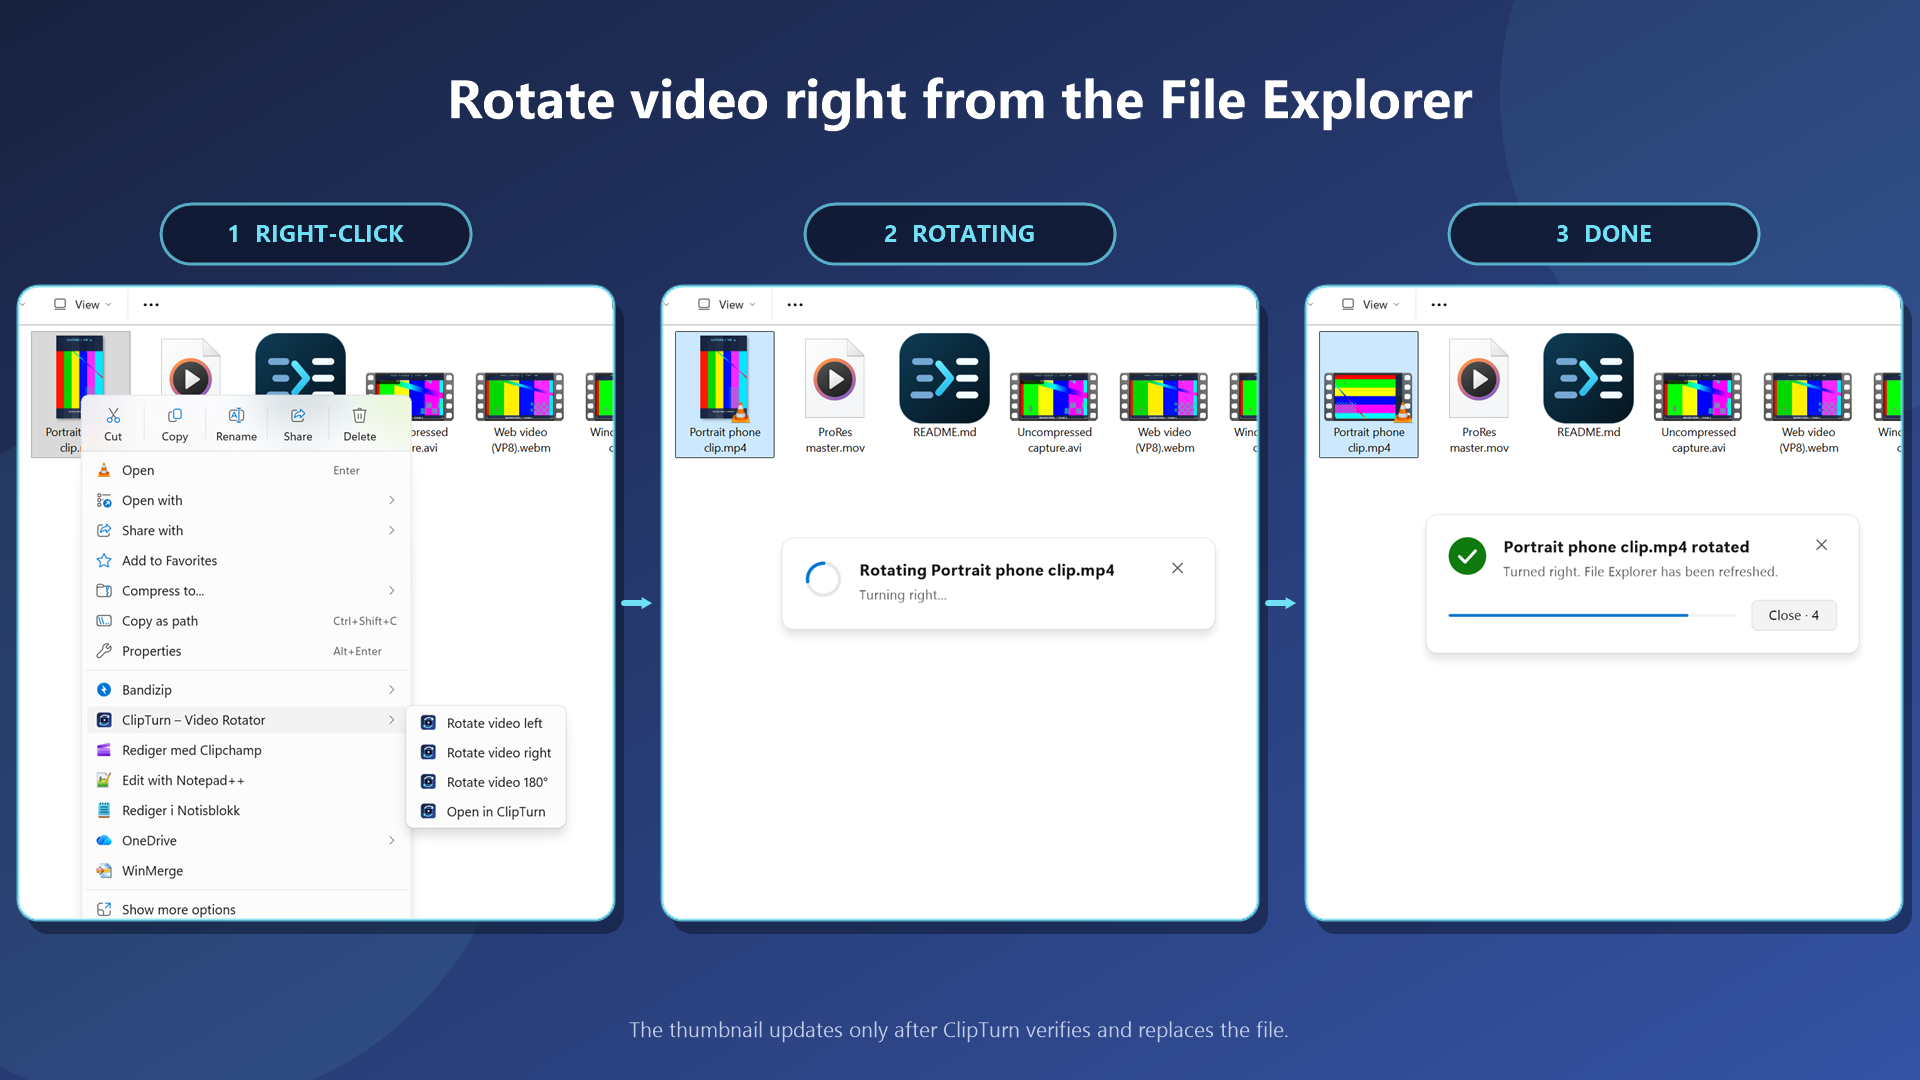 Rotate video right from the File Explorer
1 RIGHT-CLICK
View
Portrait
clip.
pressed
re.avi
Web video
(VP8).webm
Cut
Copy
Rename
Share
Delete
Open Enter
Open with
Share with
Add to Favorites
Compress to...
Copy as path Ctrl+Shift+C
Properties Alt+Enter
Bandizip
ClipTurn – Video Rotator
Rediger med Clipchamp
Edit with Notepad++
Rediger i Notisblokk
OneDrive
WinMerge
Show more options
Rotate video left
Rotate video right
Rotate video 180°
Open in ClipTurn
2 ROTATING
View
Portrait phone
clip.mp4
ProRes
master.mov
README.md
Uncompressed
capture.avi
Web video
(VP8).webm
Rotating Portrait phone clip.mp4
Turning right...
3 DONE
View
Portrait phone
clip.mp4
ProRes
master.mov
README.md
Uncompressed
capture.avi
Web video
(VP8).webm
Portrait phone clip.mp4 rotated
Turned right. File Explorer has been refreshed.
Close · 4
The thumbnail updates only after ClipTurn verifies and replaces the file.